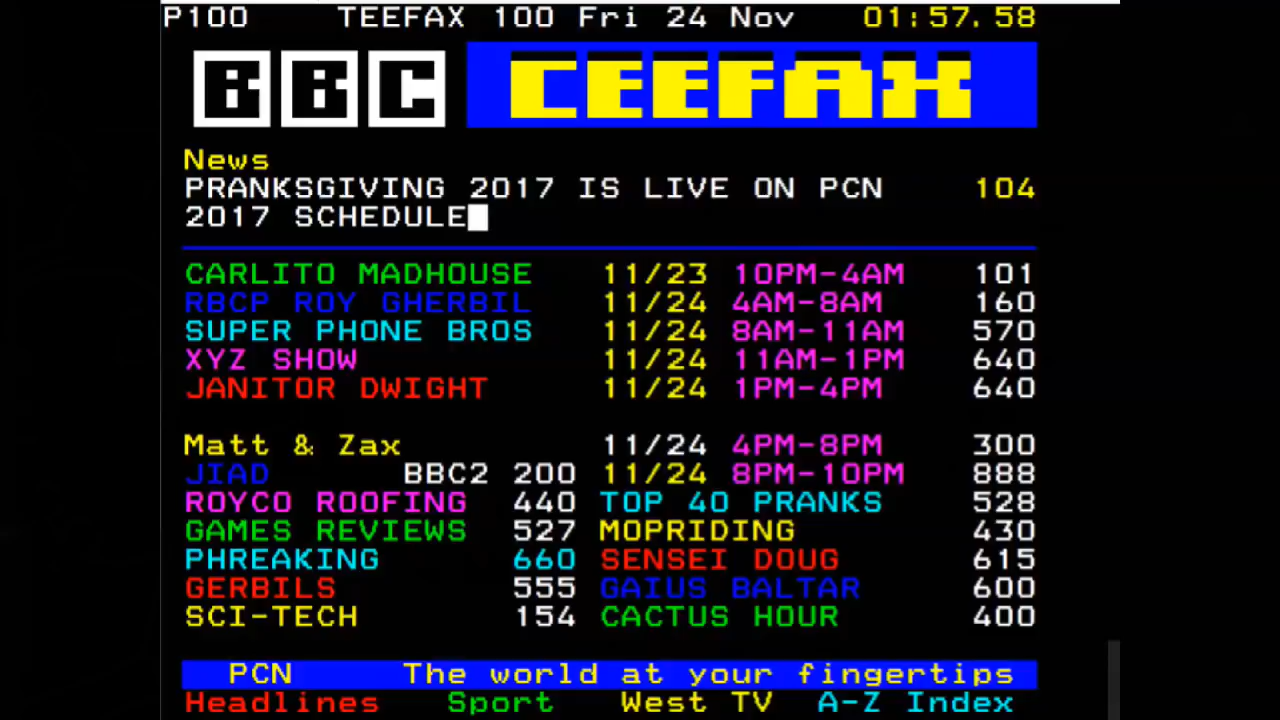 P100 TEEFAX 100 Fri 24 Nov 01:57.58
BBC CEEFAX
News
PRANKSGIVING 2017 IS LIVE ON PCN 104
2017 SCHEDULE
CARLITO MADHOUSE 11/23 10PM-4AM 101
RBCP ROY GHERBIL 11/24 4AM-8AM 160
SUPER PHONE BROS 11/24 8AM-11AM 570
XYZ SHOW 11/24 11AM-1PM 640
JANITOR DWIGHT 11/24 1PM-4PM 640
Matt & Zax 11/24 4PM-8PM 300
JIAD BBC2 200 11/24 8PM-10PM 888
ROYCO ROOFING 440 TOP 40 PRANKS 528
GAMES REVIEWS 527 MOPRIDING 430
PHREAKING 660 SENSEI DOUG 615
GERBILS 555 GAIUS BALTAR 600
SCI-TECH 154 CACTUS HOUR 400
PCN The world at your fingertips
Headlines Sport West TV A-Z Index